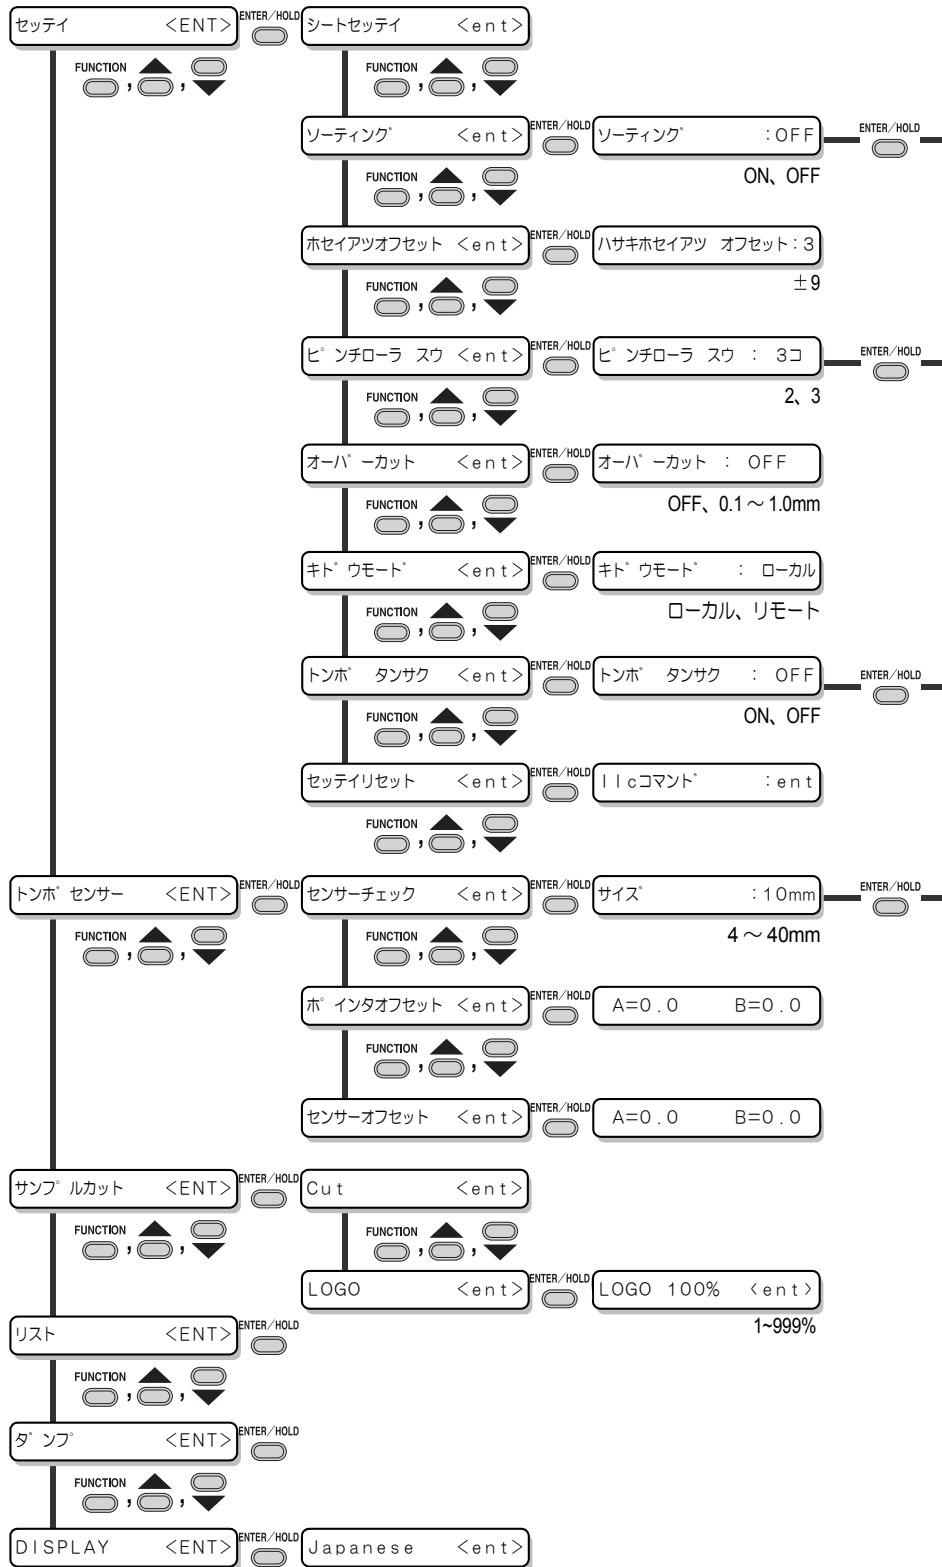 セッテイ <ENT> ENTER/HOLD シートセッテイ <ent>
FUNCTION , , FUNCTION , ,
ソーティング <ent> ENTER/HOLD ソーティング :OFF ENTER/HOLD
FUNCTION , , ON、OFF
ホセイアツオフセット <ent> ENTER/HOLD ハサキホセイアツ オフセット:3
FUNCTION , , ±9
ピンチローラ スウ <ent> ENTER/HOLD ピンチローラ スウ : 3コ ENTER/HOLD
FUNCTION , , 2、3
オーバーカット <ent> ENTER/HOLD オーバーカット : OFF
FUNCTION , , OFF、0.1~1.0mm
キドウモード <ent> ENTER/HOLD キドウモード : ローカル
FUNCTION , , ローカル、リモート
トンボ タンサク <ent> ENTER/HOLD トンボ タンサク : OFF ENTER/HOLD
FUNCTION , , ON、OFF
セッテイリセット <ent> ENTER/HOLD IIcコマンド :ent
FUNCTION , ,
トンボ センサー <ENT> ENTER/HOLD センサーチェック <ent> ENTER/HOLD サイズ :10mm ENTER/HOLD
FUNCTION , , FUNCTION , , 4~40mm
ポインタオフセット <ent> ENTER/HOLD A=0.0 B=0.0
FUNCTION , ,
センサーオフセット <ent> ENTER/HOLD A=0.0 B=0.0
サンプルカット <ENT> ENTER/HOLD Cut <ent>
FUNCTION , , FUNCTION , ,
LOGO <ent> ENTER/HOLD LOGO 100% <ent>
1~999%
リスト <ENT> ENTER/HOLD
FUNCTION , ,
ダンプ <ENT> ENTER/HOLD
FUNCTION , ,
DISPLAY <ENT> ENTER/HOLD Japanese <ent>